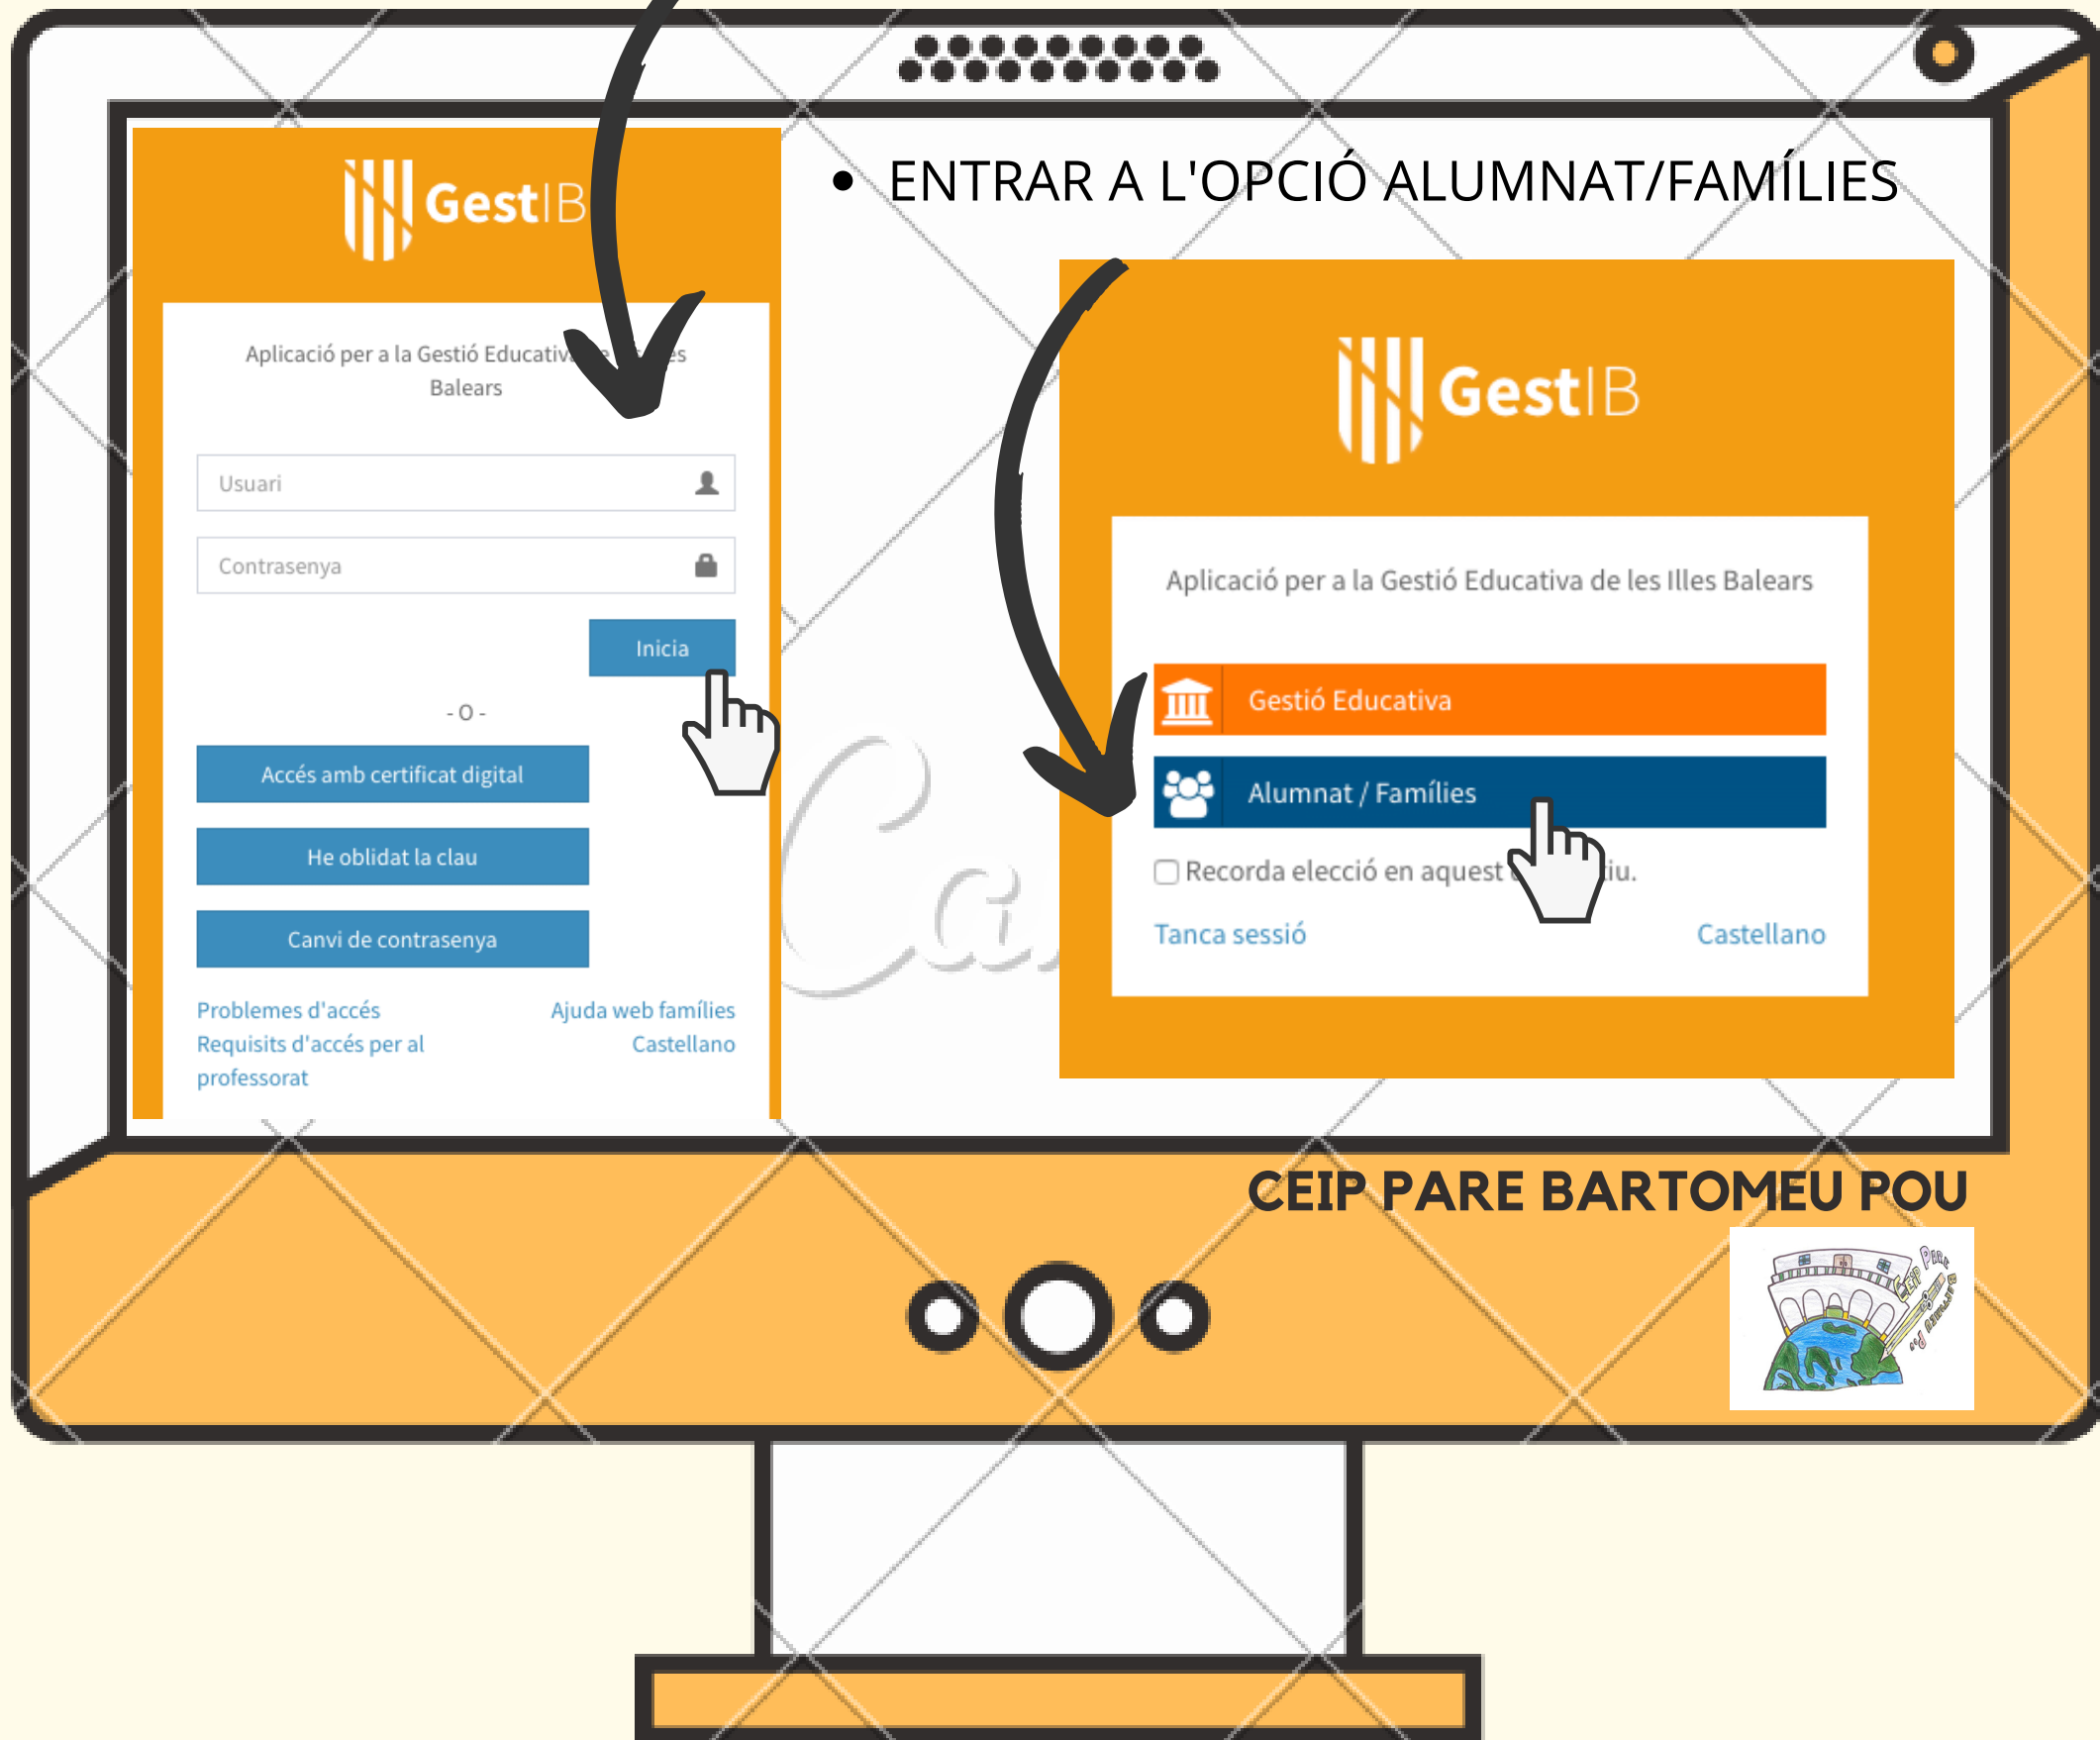 GestIB
Aplicació per a la Gestió Educativa
Balears
Usuari
Contrasenya
Inicia
- O -
Accés amb certificat digital
He oblidat la clau
Canvi de contrasenya
Problemes d'accés
Requisits d'accés per al
professorat
Ajuda web famílies
Castellano
• ENTRAR A L'OPCIÓ ALUMNAT/FAMÍLIES
GestIB
Aplicació per a la Gestió Educativa de les Illes Balears
Gestió Educativa
Alumnat / Famílies
Recorda elecció en aquest
Tanca sessió
Castellano
CEIP PARE BARTOMEU POU
CEIP PARE